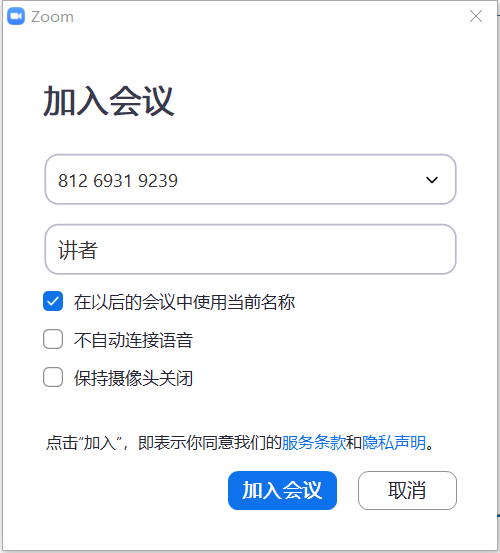 Zoom
加入会议
812 6931 9239
讲者
在以后的会议中使用当前名称
不自动连接语音
保持摄像头关闭
点击“加入”，即表示你同意我们的服务条款和隐私声明。
加入会议 取消